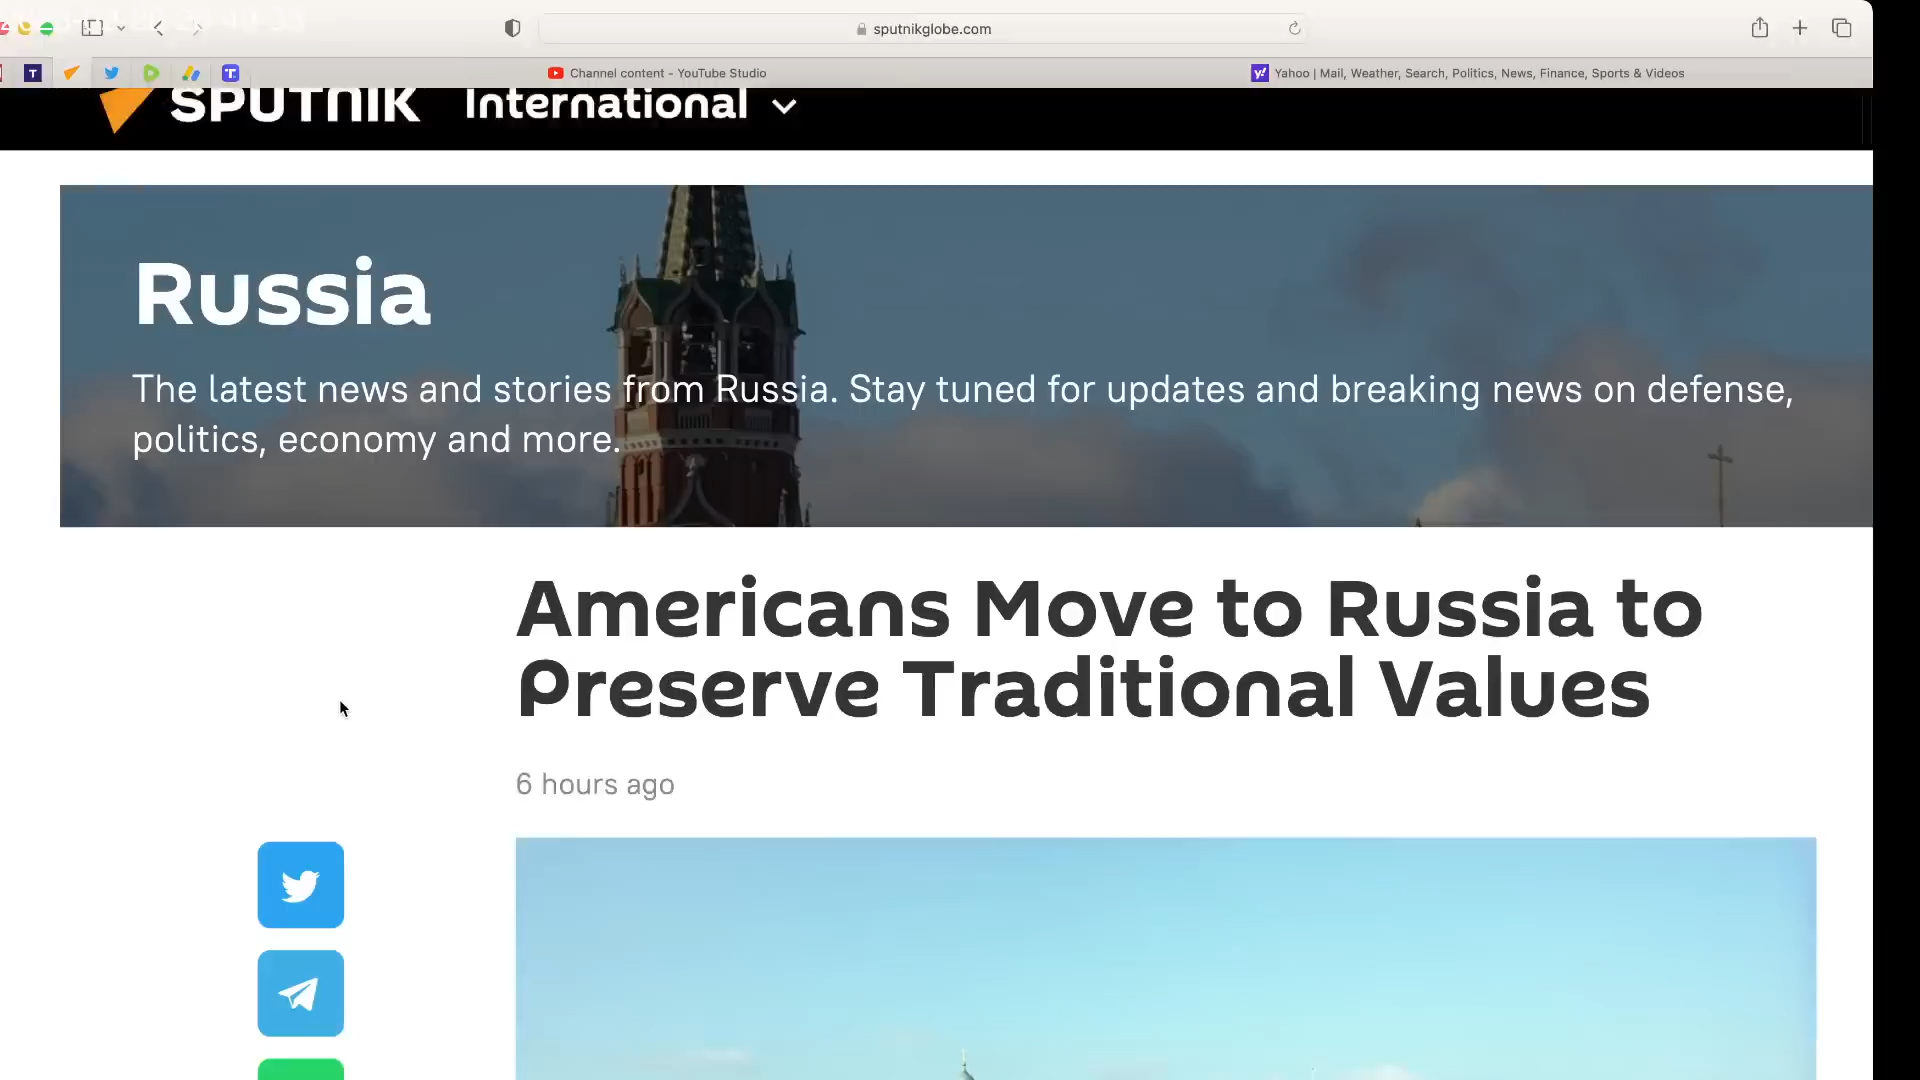 sputnikglobe.com
T
T:
Channel content - YouTube Studio
y! Yahoo | Mail, Weather, Search, Politics, News, Finance, Sports & Videos
SPUTNIK International
Russia
The latest news and stories from Russia. Stay tuned for updates and breaking news on defense,
politics, economy and more.
Americans Move to Russia to
Preserve Traditional Values
6 hours ago